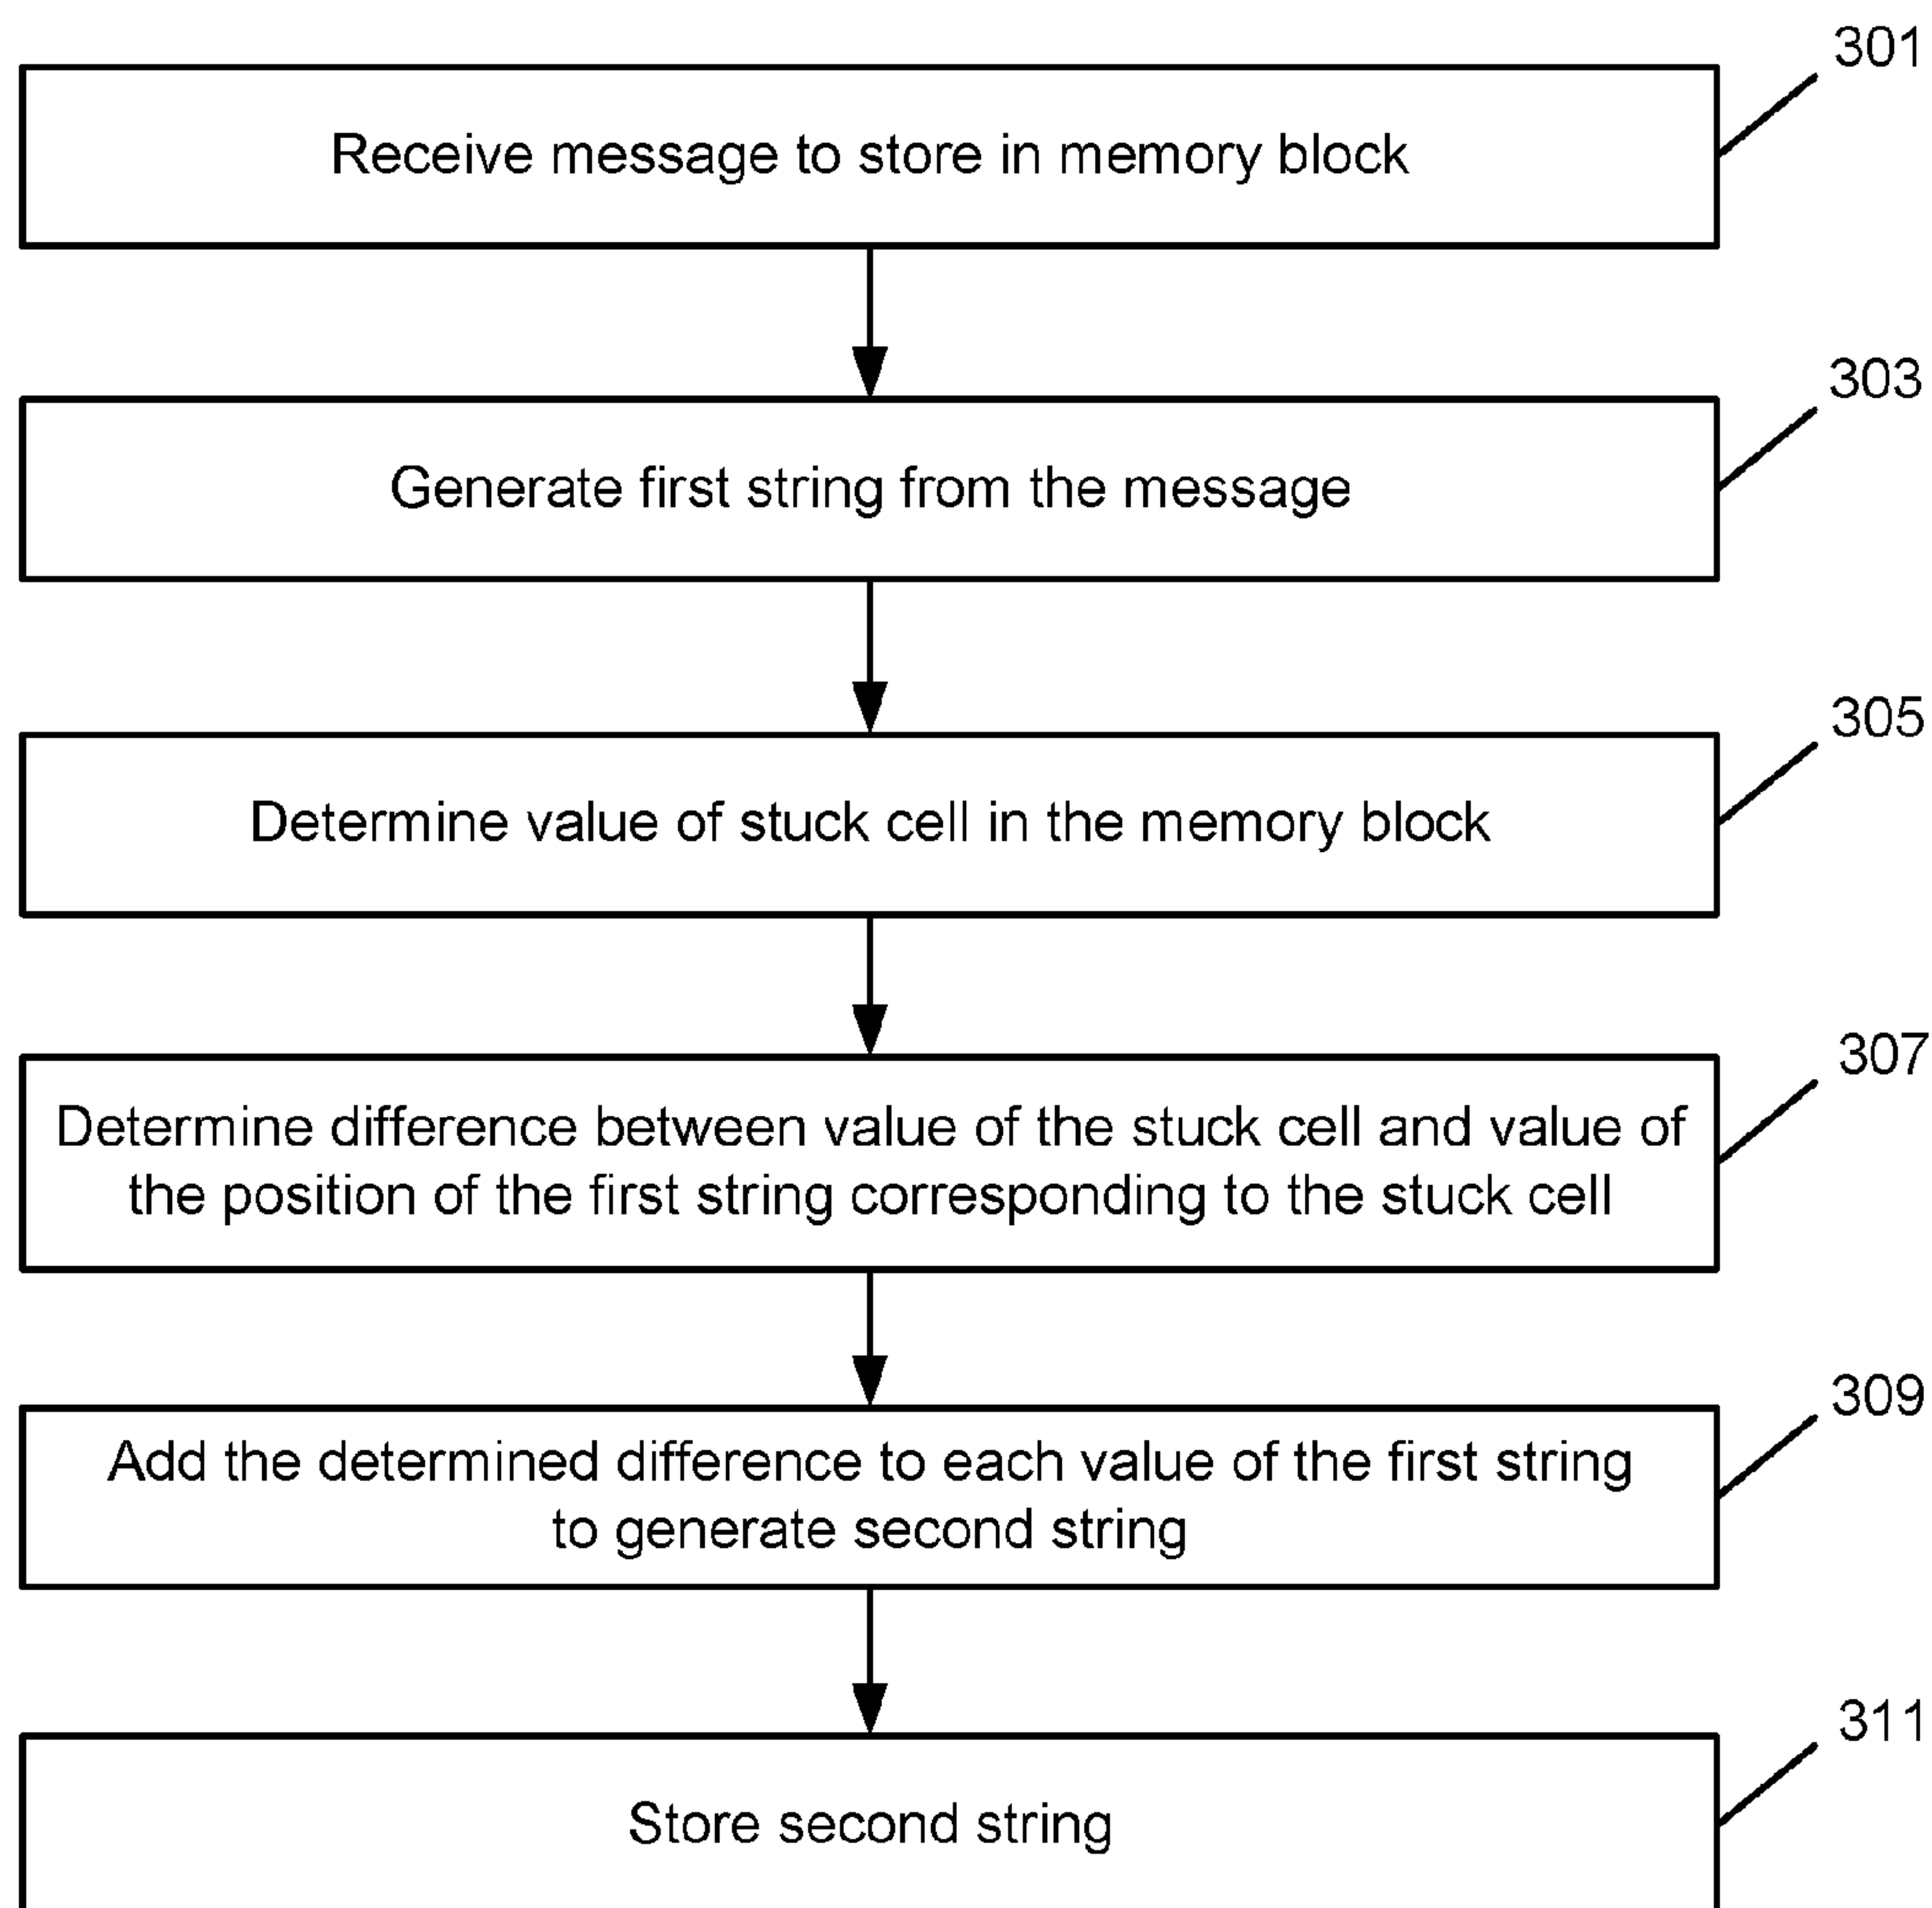 301
Receive message to store in memory block
303
Generate first string from the message
305
Determine value of stuck cell in the memory block
307
Determine difference between value of the stuck cell and value of
the position of the first string corresponding to the stuck cell
309
Add the determined difference to each value of the first string
to generate second string
311
Store second string